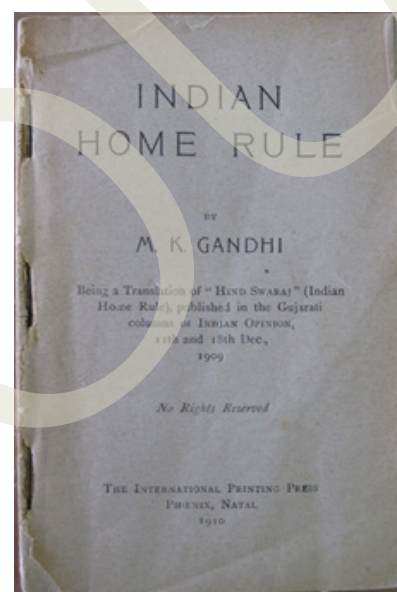 INDIAN
HOME RULE
BY
M. K. GANDHI
Being a Translation of "HIND SWARAJ" (Indian
Home Rule), published in the Gujarati
columns of INDIAN OPINION,
11th and 18th Dec.,
1909
No Rights Reserved
THE INTERNATIONAL PRINTING PRESS
PHŒNIX, NATAL
1910